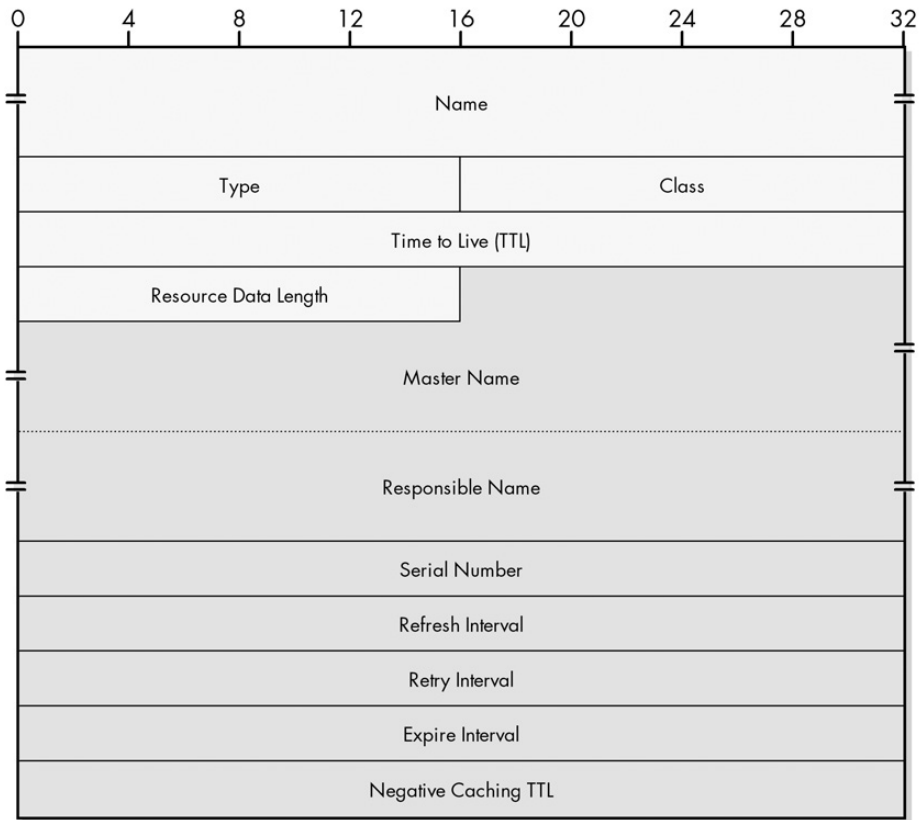 0 4 8 12 16 20 24 28 32
Name
Type Class
Time to Live (TTL)
Resource Data Length
Master Name
Responsible Name
Serial Number
Refresh Interval
Retry Interval
Expire Interval
Negative Caching TTL